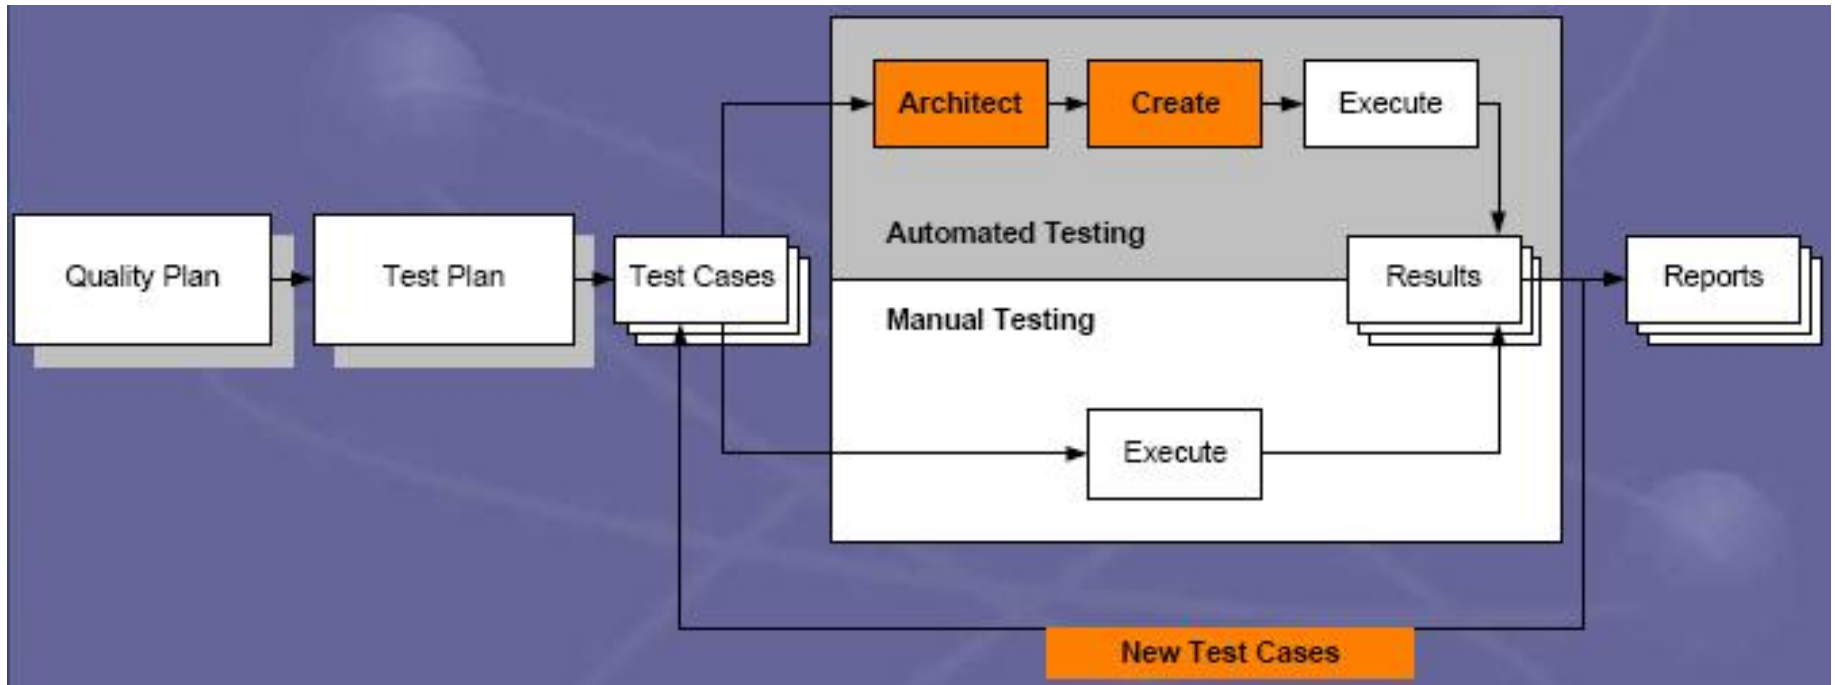 Architect
Create
Execute
Automated Testing
Quality Plan
Test Plan
Test Cases
Results
Reports
Manual Testing
Execute
New Test Cases